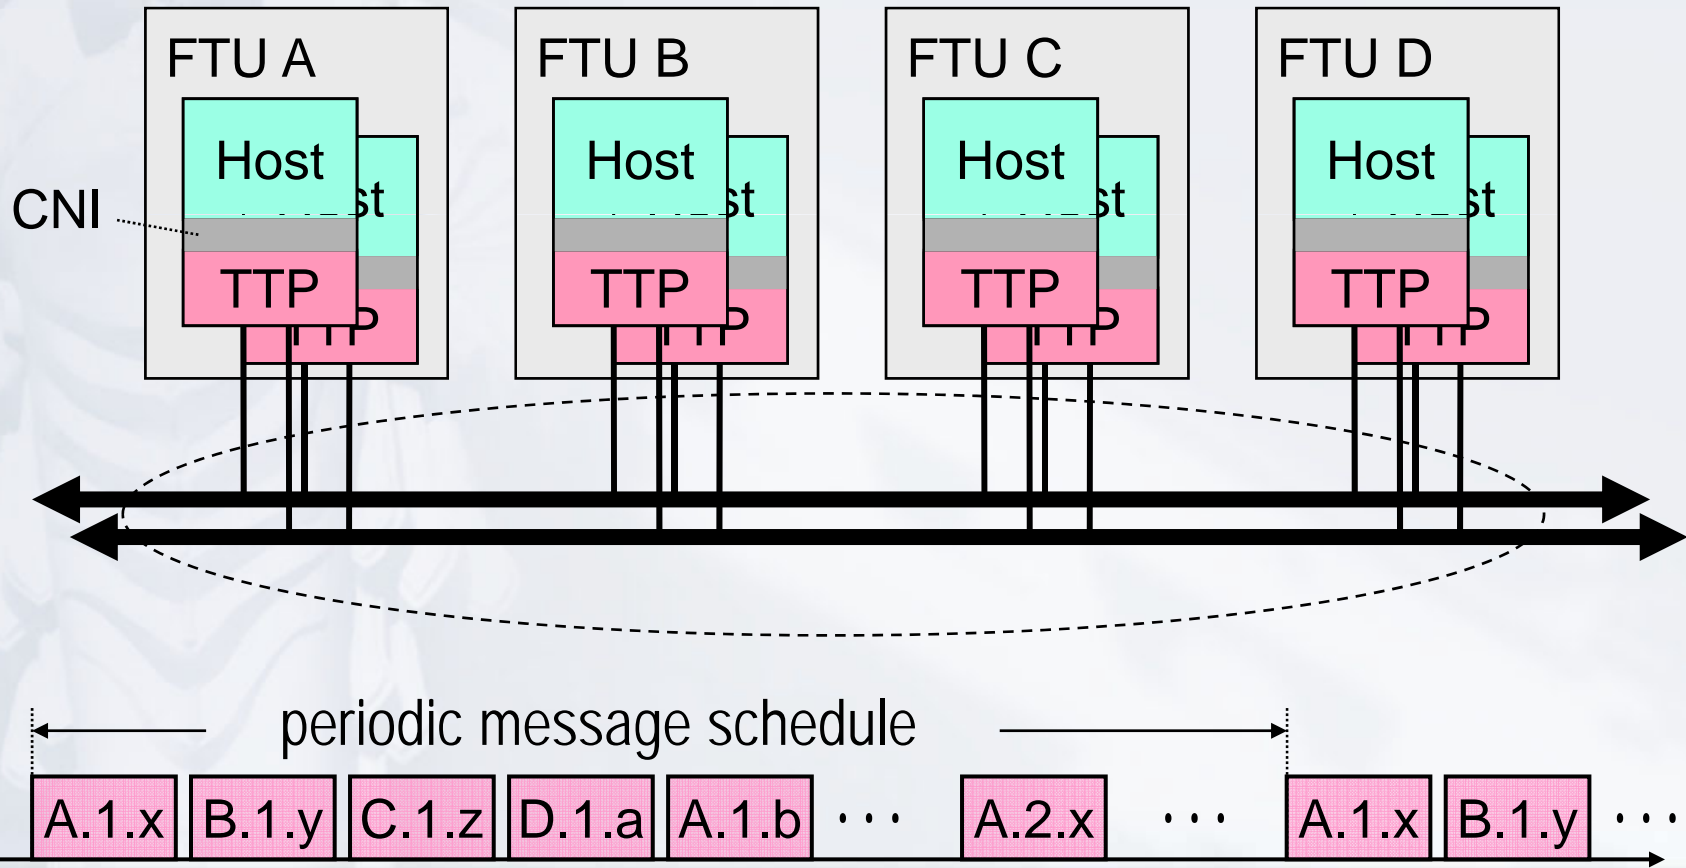 FTU A
FTU B
FTU C
FTU D
Host
Host
Host
Host
CNI
TTP
TTP
TTP
TTP
periodic message schedule
A.1.x B.1.y C.1.z D.1.a A.1.b ... A.2.x ... A.1.x B.1.y ....